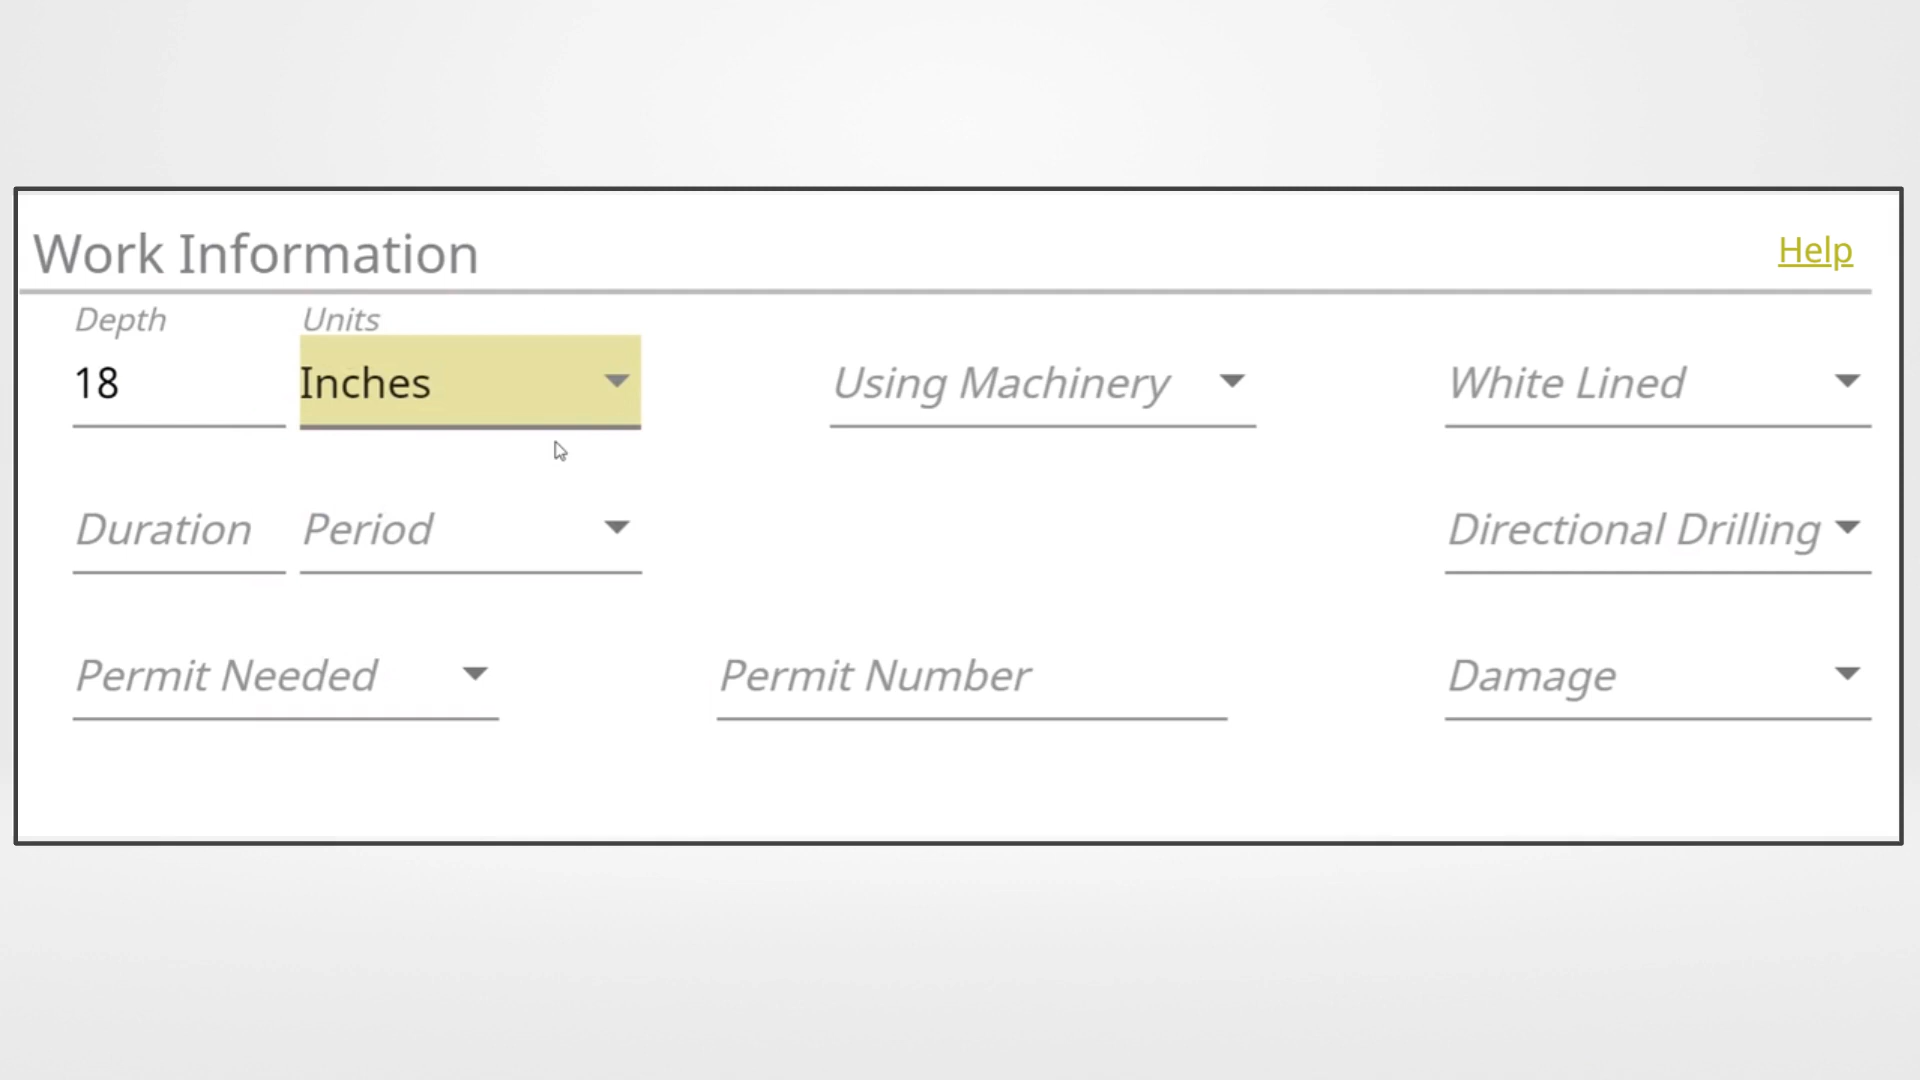 Work Information
Help
Depth
Units
18
Inches
Using Machinery
White Lined
Duration
Period
Directional Drilling
Permit Needed
Permit Number
Damage